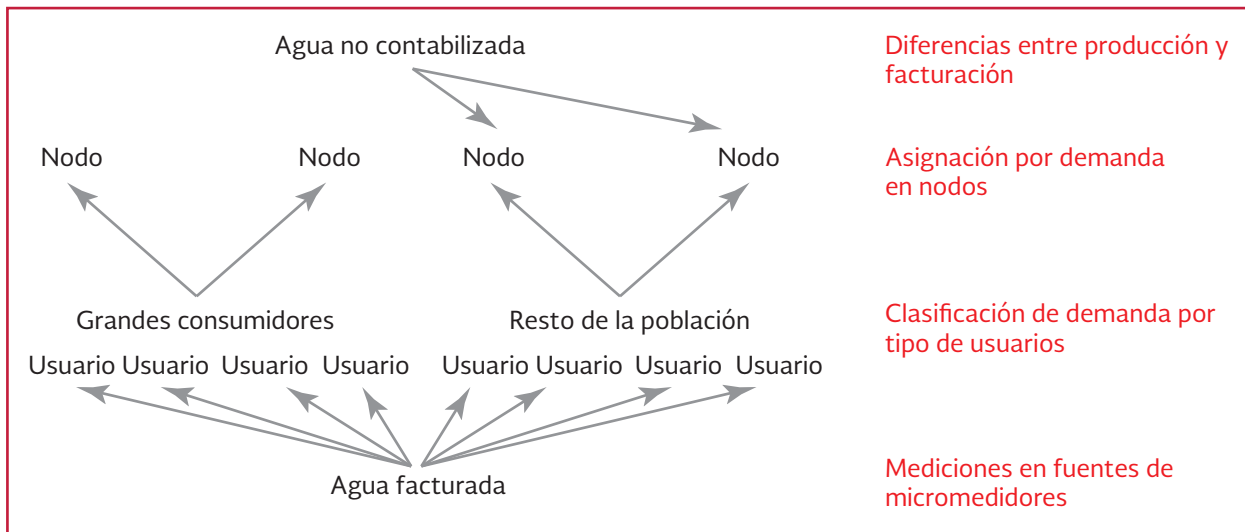 Agua no contabilizada
Diferencias entre producción y
facturación
Nodo Nodo Nodo Nodo
Asignación por demanda
en nodos
Grandes consumidores
Resto de la población
Clasificación de demanda por
tipo de usuarios
Usuario Usuario Usuario Usuario
Usuario Usuario Usuario Usuario
Agua facturada
Mediciones en fuentes de
micromedidores